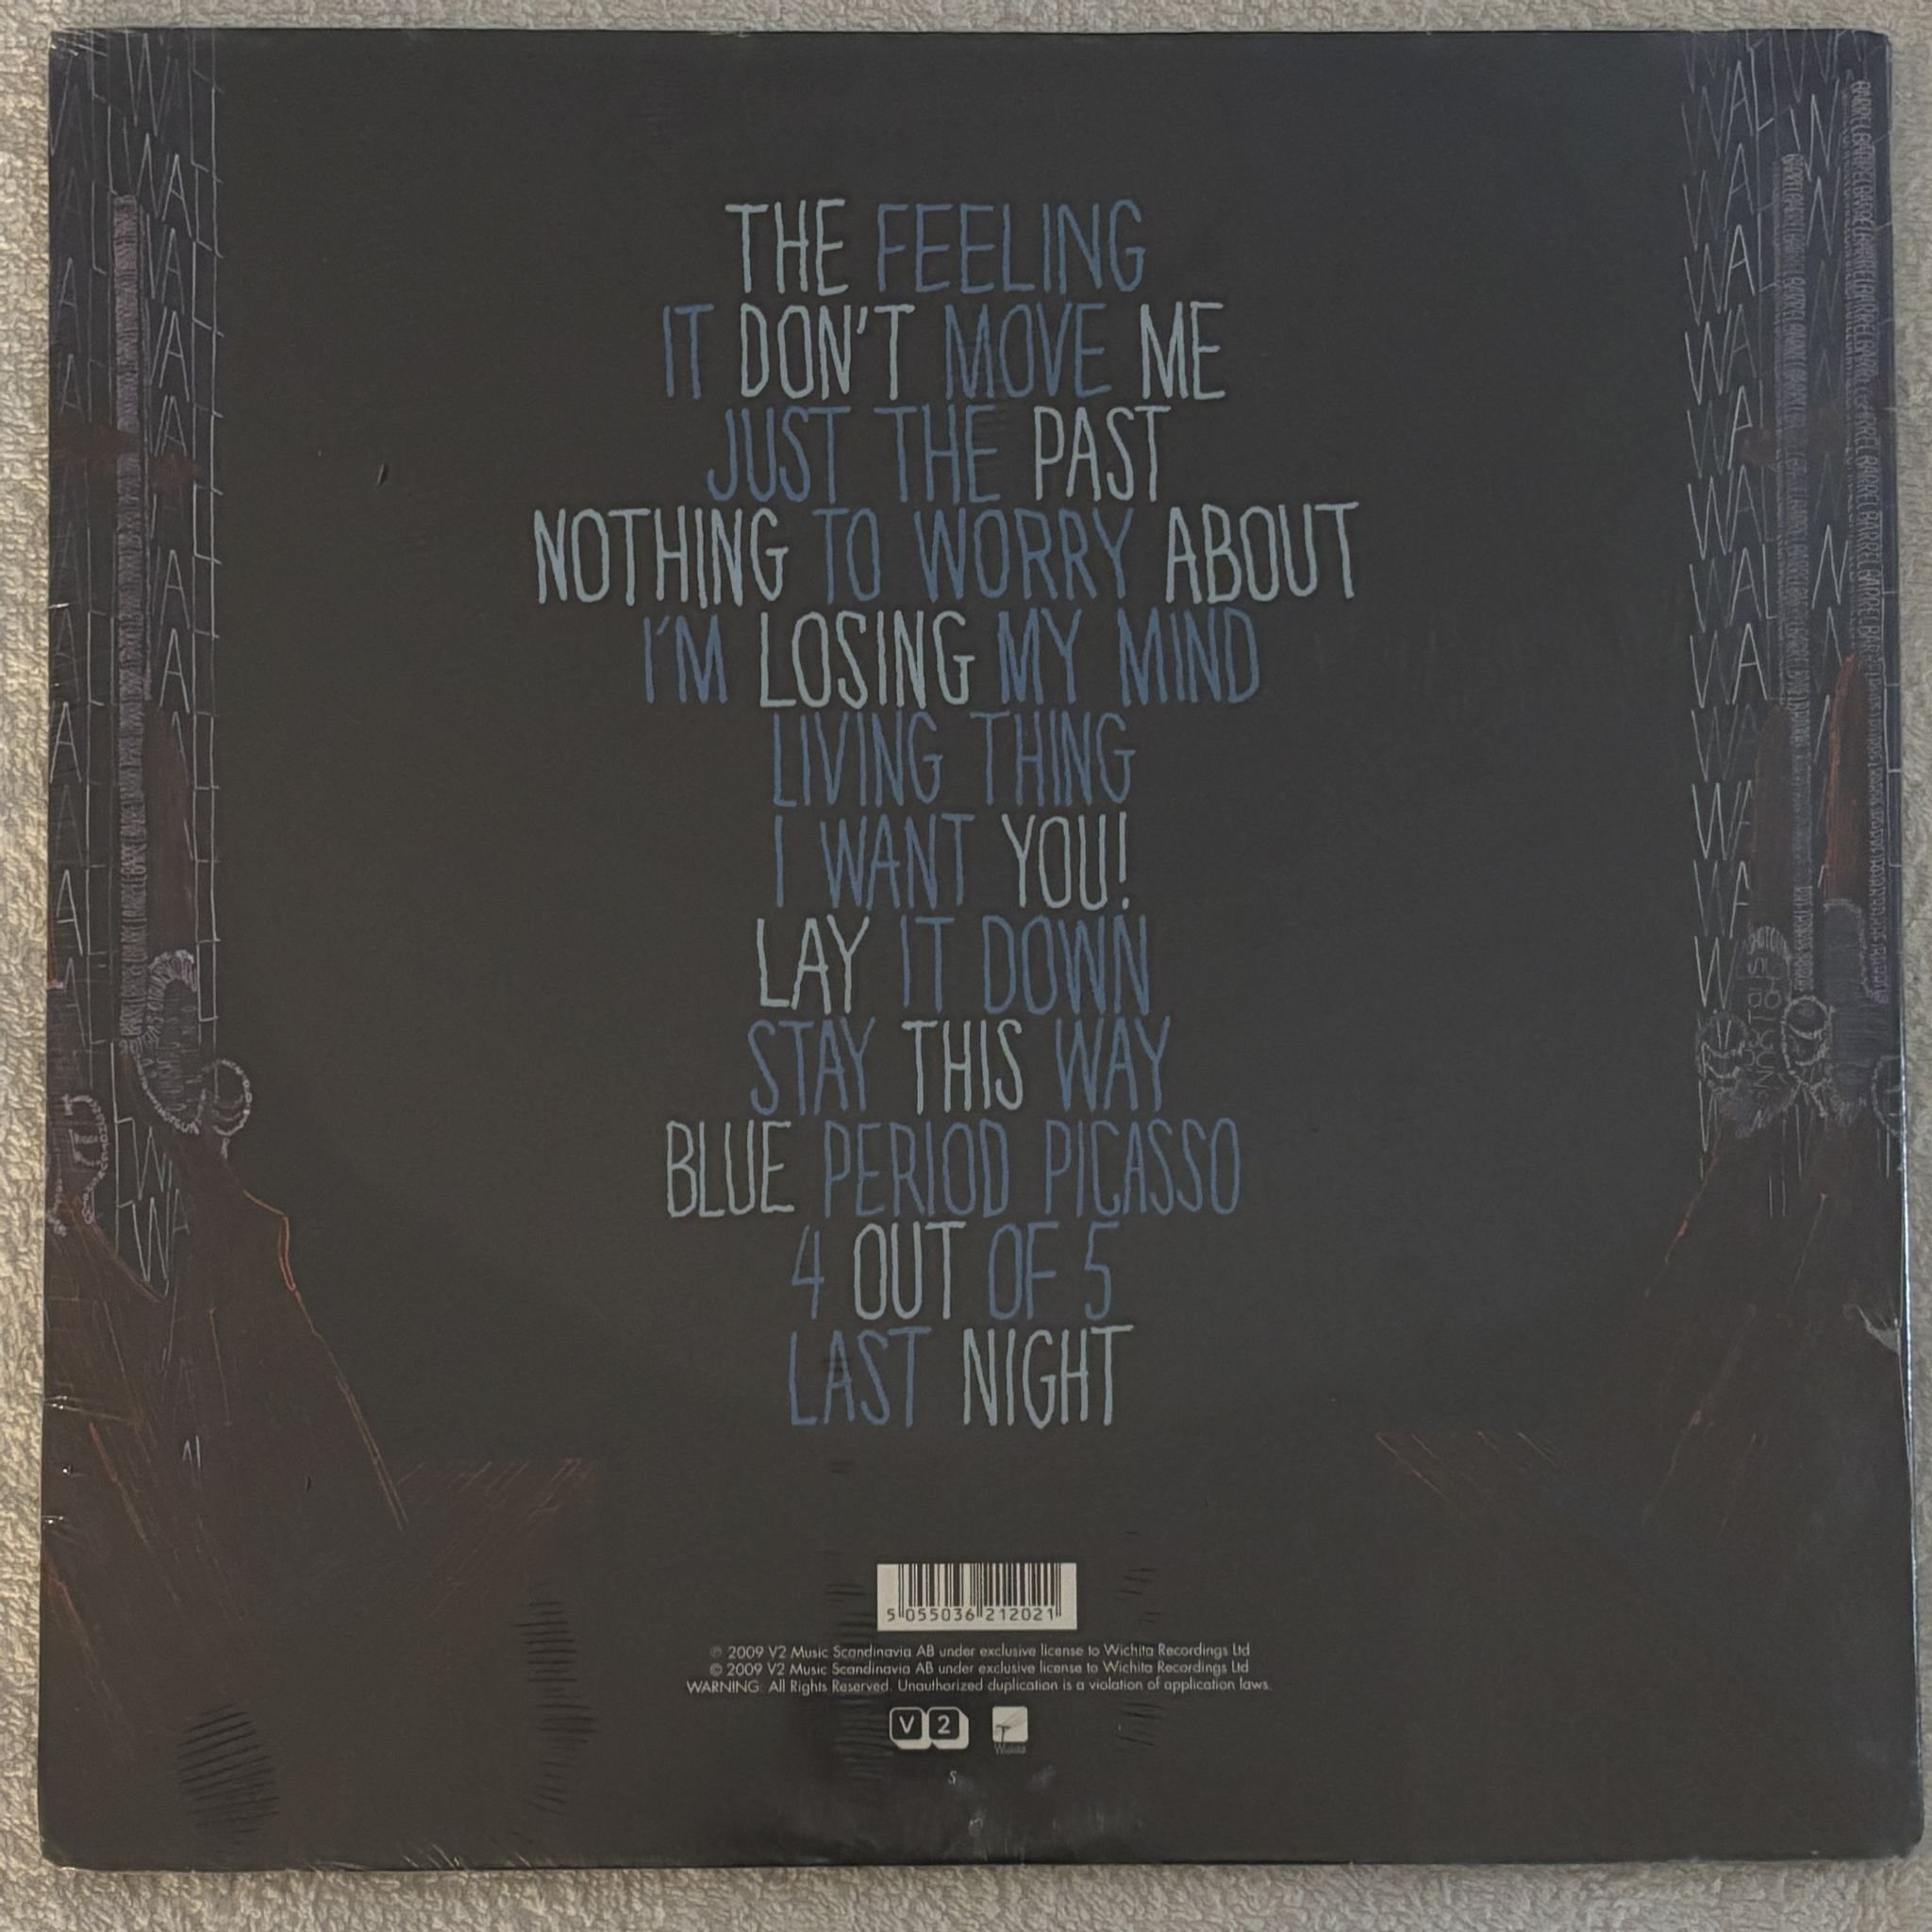 THE FEELING
IT DON'T MOVE ME
JUST THE PAST
NOTHING TO WORRY ABOUT
I'M LOSING MY MIND
LIVING THING
I WANT YOU!
LAY IT DOWN
STAY THIS WAY
BLUE PERIOD PICASSO
4 OUT OF 5
LAST NIGHT
5 055036 212021
℗ 2009 V2 Music Scandinavia AB under exclusive license to Wichita Recordings Ltd
© 2009 V2 Music Scandinavia AB under exclusive license to Wichita Recordings Ltd
WARNING: All Rights Reserved. Unauthorized duplication is a violation of application laws.
V2
Wichita
S